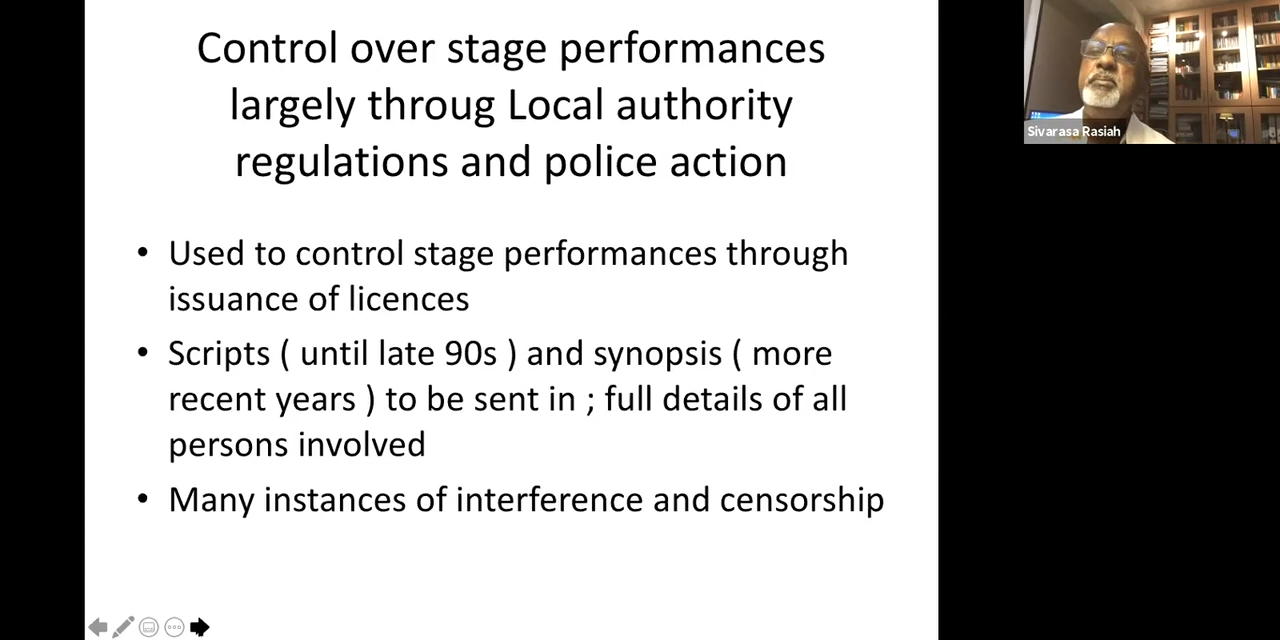 Control over stage performances
largely throug Local authority
regulations and police action
• Used to control stage performances through
issuance of licences
• Scripts ( until late 90s ) and synopsis ( more
recent years ) to be sent in ; full details of all
persons involved
• Many instances of interference and censorship
Sivarasa Rasiah